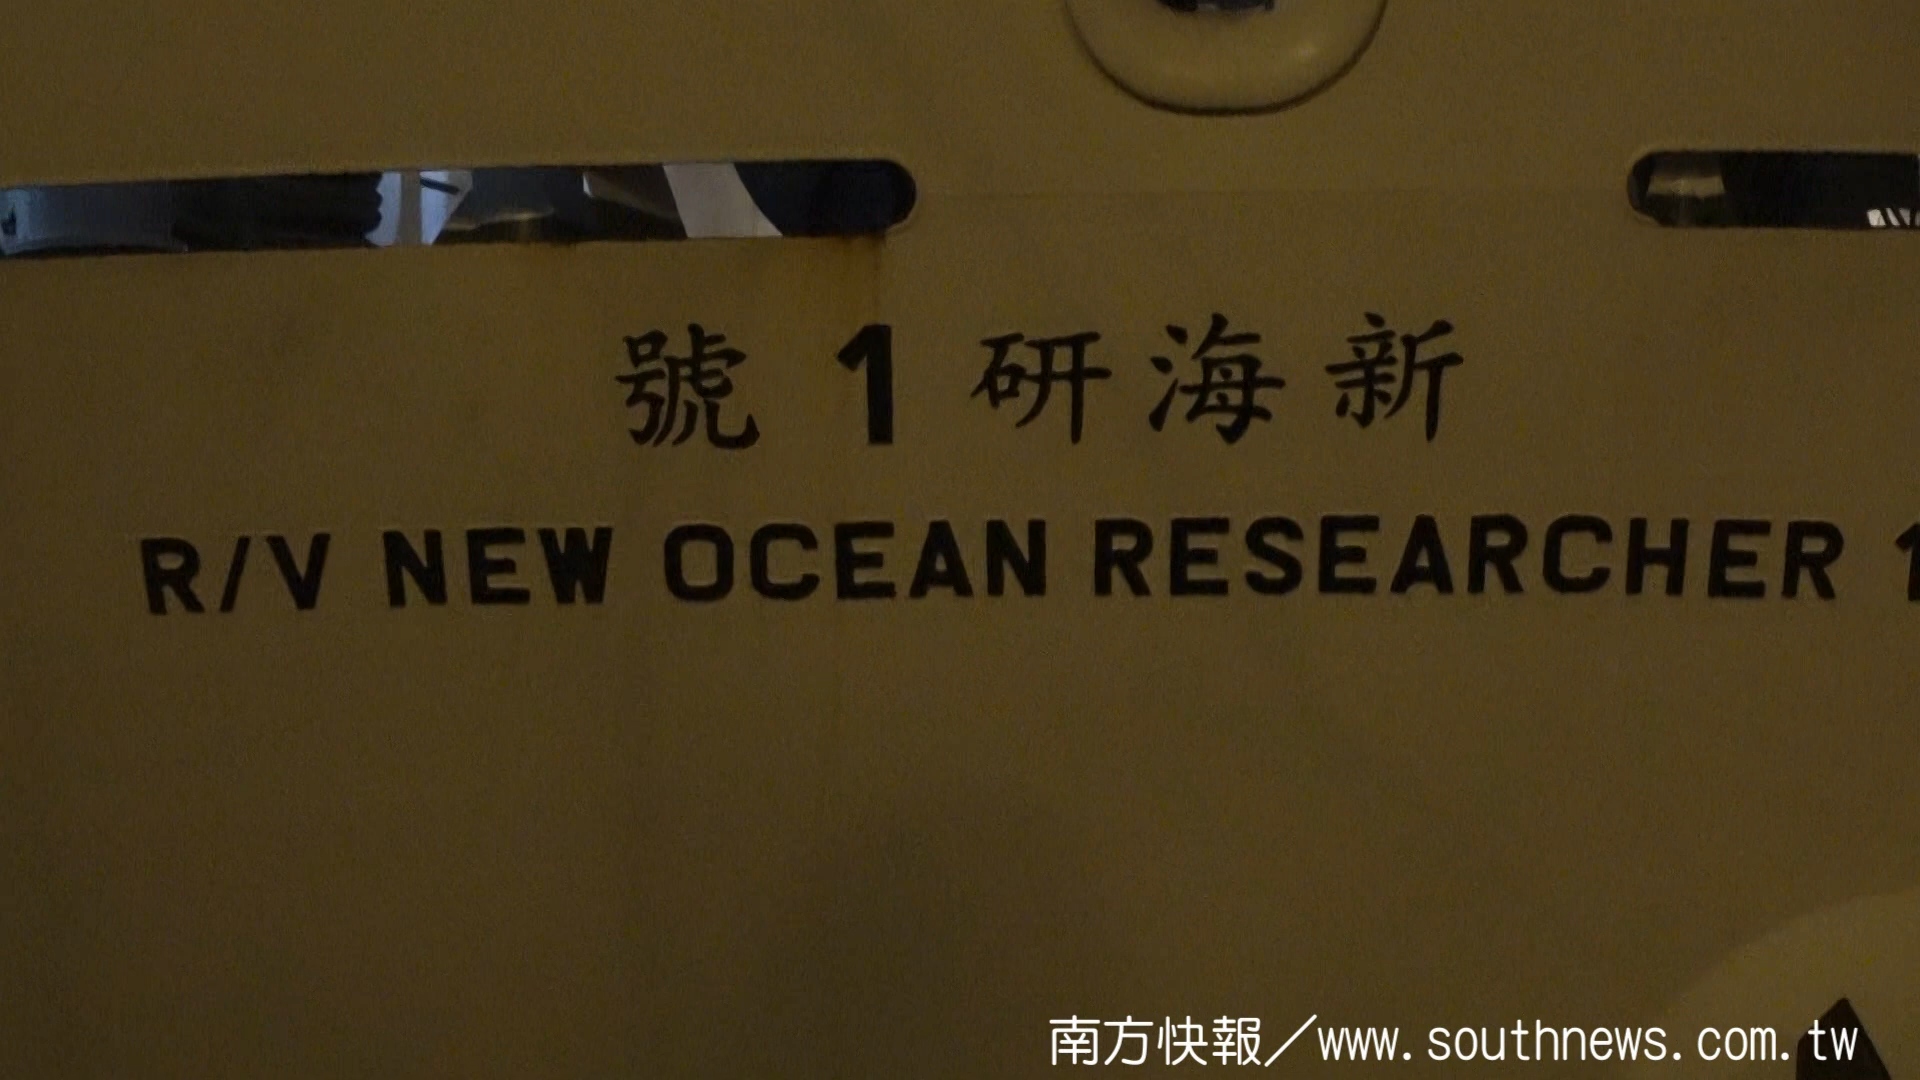 新海研1號
R/V NEW OCEAN RESEARCHER 1
南方快報／www.southnews.com.tw